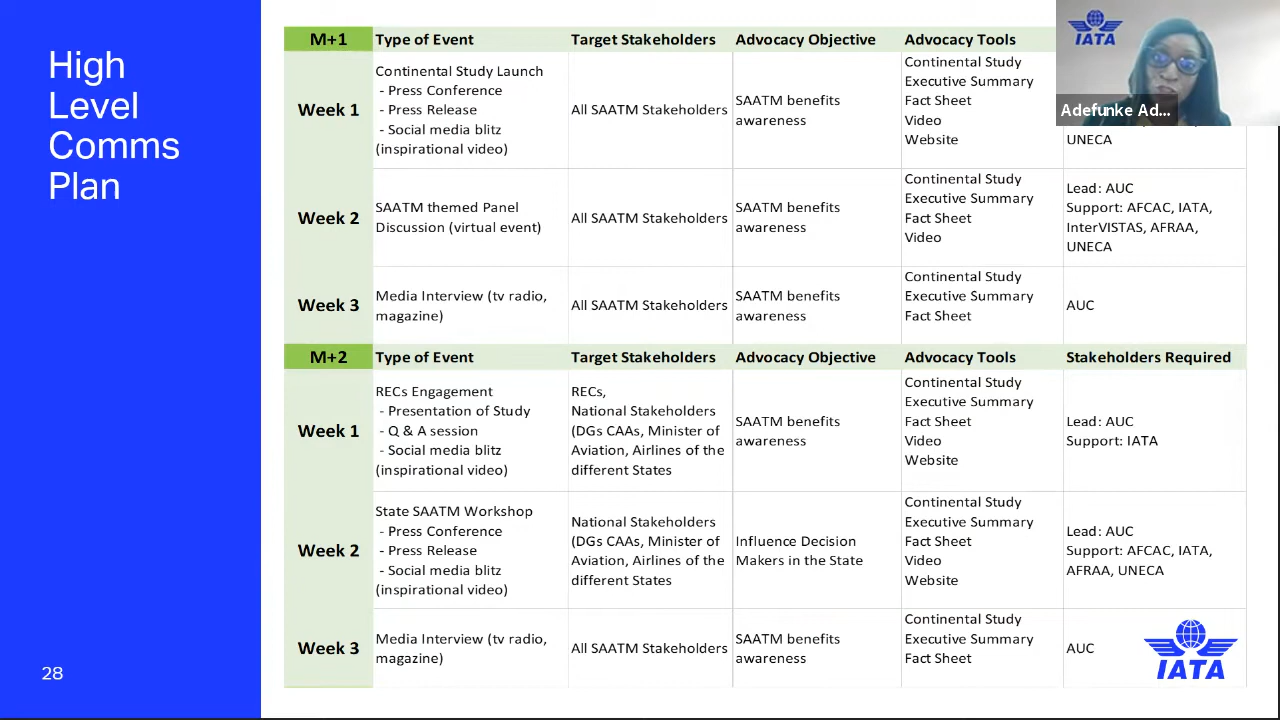 High
Level
Comms
Plan
28
M+1 Type of Event Target Stakeholders Advocacy Objective Advocacy Tools
Week 1
Continental Study Launch
- Press Conference
- Press Release
- Social media blitz
(inspirational video)
All SAATM Stakeholders
SAATM benefits
awareness
Continental Study
Executive Summary
Fact Sheet
Video
Website
UNECA
Week 2
SAATM themed Panel
Discussion (virtual event)
All SAATM Stakeholders
SAATM benefits
awareness
Continental Study
Executive Summary
Fact Sheet
Video
Lead: AUC
Support: AFCAC, IATA,
InterVISTAS, AFRAA,
UNECA
Week 3
Media Interview (tv radio,
magazine)
All SAATM Stakeholders
SAATM benefits
awareness
Continental Study
Executive Summary
Fact Sheet
AUC
M+2 Type of Event Target Stakeholders Advocacy Objective Advocacy Tools Stakeholders Required
Week 1
RECs Engagement
- Presentation of Study
- Q & A session
- Social media blitz
(inspirational video)
RECs,
National Stakeholders
(DGs CAAs, Minister of
Aviation, Airlines of the
different States
SAATM benefits
awareness
Continental Study
Executive Summary
Fact Sheet
Video
Website
Lead: AUC
Support: IATA
Week 2
State SAATM Workshop
- Press Conference
- Press Release
- Social media blitz
(inspirational video)
National Stakeholders
(DGs CAAs, Minister of
Aviation, Airlines of the
different States
Influence Decision
Makers in the State
Continental Study
Executive Summary
Fact Sheet
Video
Website
Lead: AUC
Support: AFCAC, IATA,
AFRAA, UNECA
Week 3
Media Interview (tv radio,
magazine)
All SAATM Stakeholders
SAATM benefits
awareness
Continental Study
Executive Summary
Fact Sheet
AUC
IATA
IATA
Adefunke Ad...